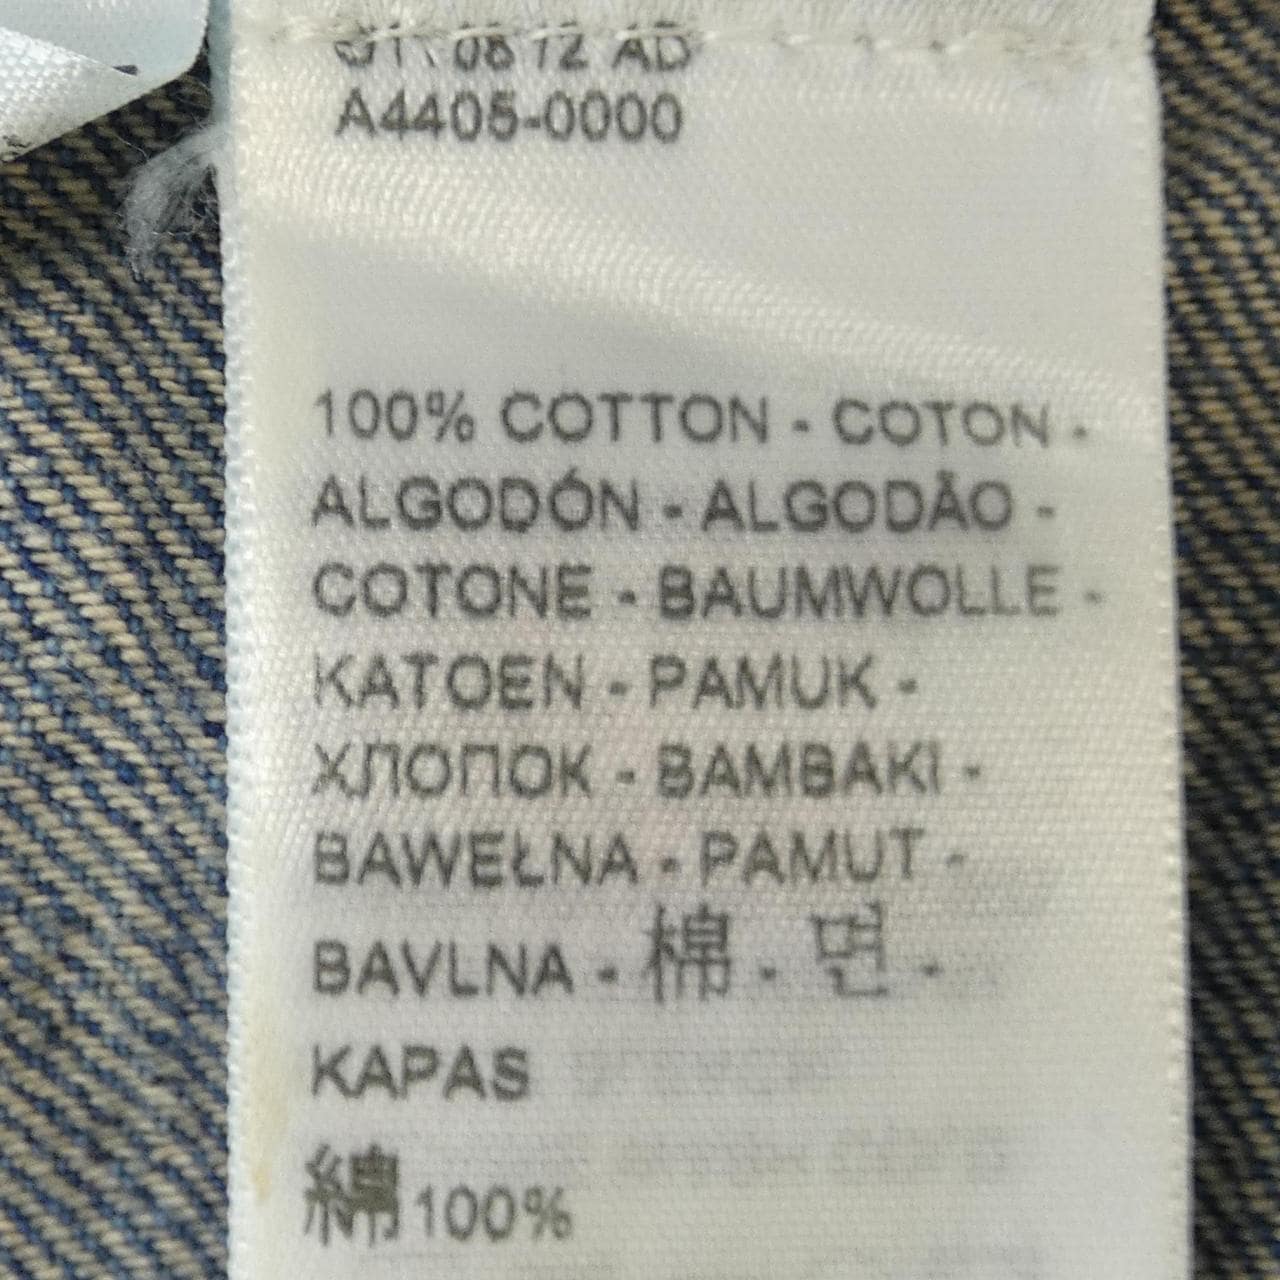 A4405-0000
100% COTTON - COTON -
ALGODÓN - ALGODÃO -
COTONE - BAUMWOLLE -
KATOEN - PAMUK -
ХЛОПОК - BAMBAKI -
BAWEŁNA - PAMUT -
BAVLNA - 棉 - 면 -
KAPAS
綿100%